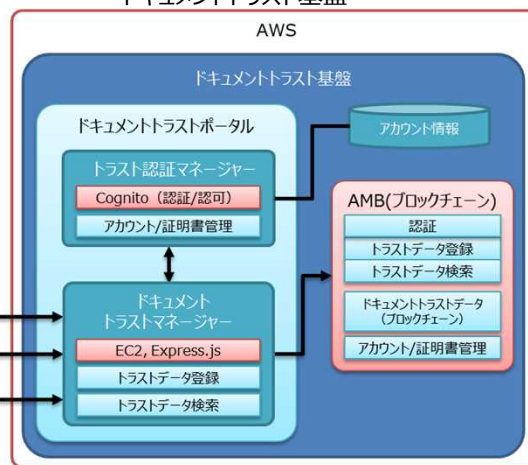 ドキュメントトラスト基盤
AWS
ドキュメントトラスト基盤
ドキュメントトラストポータル
トラスト認証マネージャー
Cognito（認証/認可）
アカウント/証明書管理
ドキュメント
トラストマネージャー
EC2, Express.js
トラストデータ登録
トラストデータ検索
アカウント情報
AMB(ブロックチェーン)
認証
トラストデータ登録
トラストデータ検索
ドキュメントトラストデータ
（ブロックチェーン）
アカウント/証明書管理